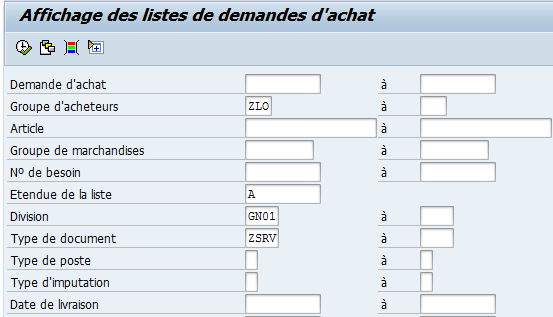 Affichage des listes de demandes d'achat
Demande d'achat à
Groupe d'acheteurs ZLO à
Article à
Groupe de marchandises à
Nº de besoin à
Etendue de la liste A
Division GN01 à
Type de document ZSRV à
Type de poste à
Type d'imputation à
Date de livraison à